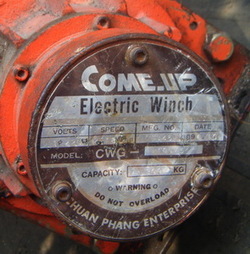 COME-UP
Electric Winch
VOLTS SPEED MFG. NO. DATE
MODEL: CWG-
CAPACITY: KG
WARNING
DO NOT OVERLOAD
CHUAN PHANG ENTERPRISE